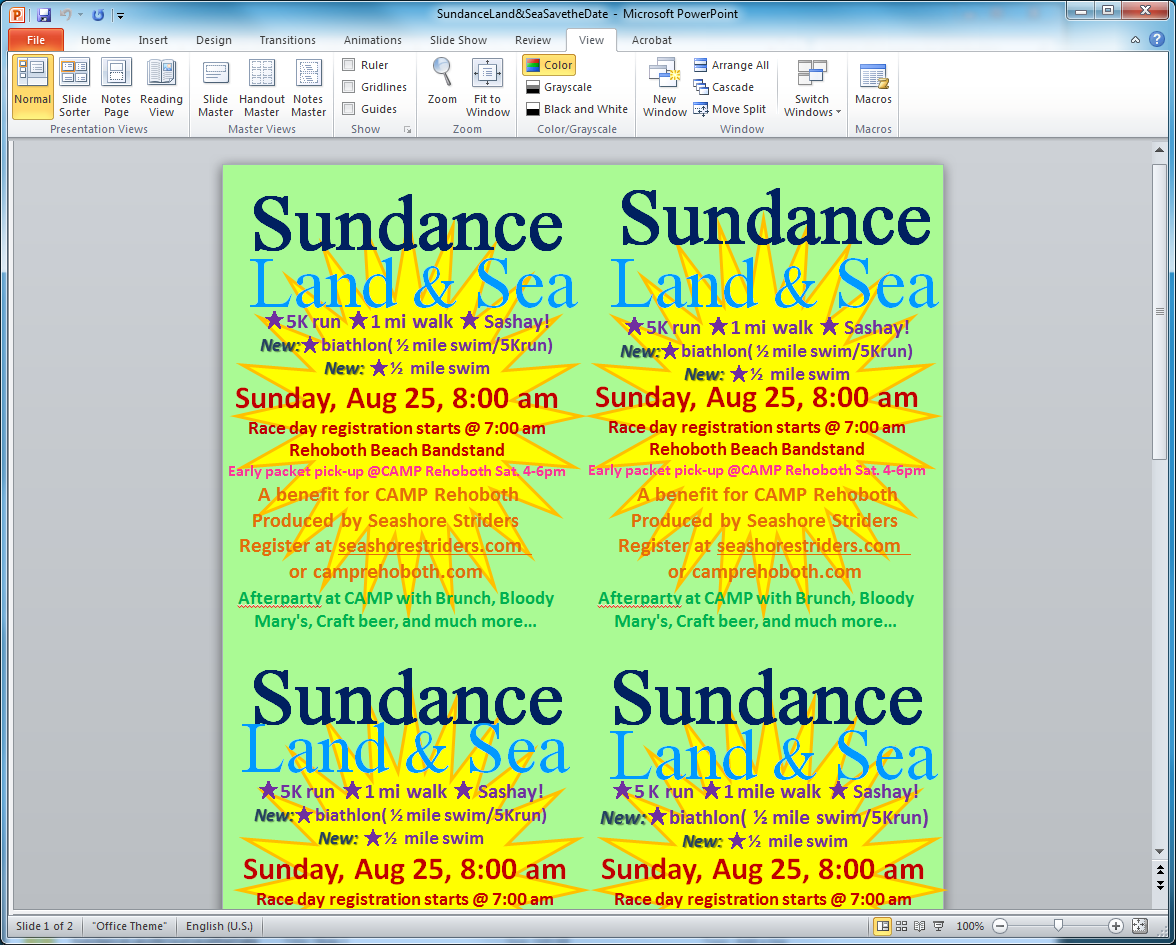 SundanceLand&SeaSavetheDate - Microsoft PowerPoint
File Home Insert Design Transitions Animations Slide Show Review View Acrobat
Normal Slide Sorter Notes Page Reading View
Presentation Views
Slide Master Handout Master Notes Master
Master Views
Ruler
Gridlines
Guides
Show
Zoom Fit to Window
Zoom
Color
Grayscale
Black and White
Color/Grayscale
New Window
Arrange All
Cascade
Move Split
Switch Windows
Window
Macros
Macros
Sundance
Land & Sea
5K run 1 mi walk Sashay!
New: biathlon( ½ mile swim/5Krun)
New: ½ mile swim
Sunday, Aug 25, 8:00 am
Race day registration starts @ 7:00 am
Rehoboth Beach Bandstand
Early packet pick-up @CAMP Rehoboth Sat. 4-6pm
A benefit for CAMP Rehoboth
Produced by Seashore Striders
Register at seashorestriders.com
or camprehoboth.com
Afterparty at CAMP with Brunch, Bloody
Mary's, Craft beer, and much more...
Sundance
Land & Sea
5K run 1 mi walk Sashay!
New: biathlon( ½ mile swim/5Krun)
New: ½ mile swim
Sunday, Aug 25, 8:00 am
Race day registration starts @ 7:00 am
Rehoboth Beach Bandstand
Early packet pick-up @CAMP Rehoboth Sat. 4-6pm
A benefit for CAMP Rehoboth
Produced by Seashore Striders
Register at seashorestriders.com
or camprehoboth.com
Afterparty at CAMP with Brunch, Bloody
Mary's, Craft beer, and much more...
Sundance
Land & Sea
5K run 1 mi walk Sashay!
New: biathlon( ½ mile swim/5Krun)
New: ½ mile swim
Sunday, Aug 25, 8:00 am
Race day registration starts @ 7:00 am
Sundance
Land & Sea
5 K run 1 mile walk Sashay!
New: biathlon( ½ mile swim/5Krun)
New: ½ mile swim
Sunday, Aug 25, 8:00 am
Race day registration starts @ 7:00 am
Slide 1 of 2 "Office Theme" English (U.S.) 100%